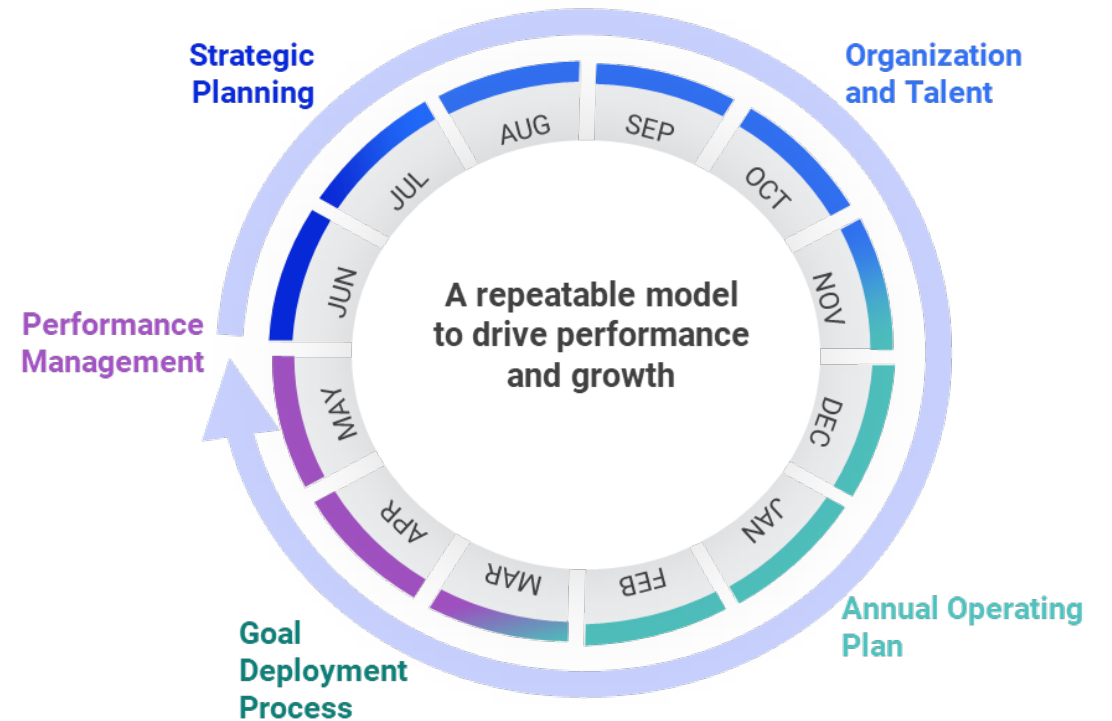 Strategic
Planning
Organization
and Talent
AUG
SEP
JUL
OCT
JUN
NOV
A repeatable model
to drive performance
and growth
Performance
Management
MAY
DEC
APR
JAN
MAR
FEB
Annual Operating
Plan
Goal
Deployment
Process